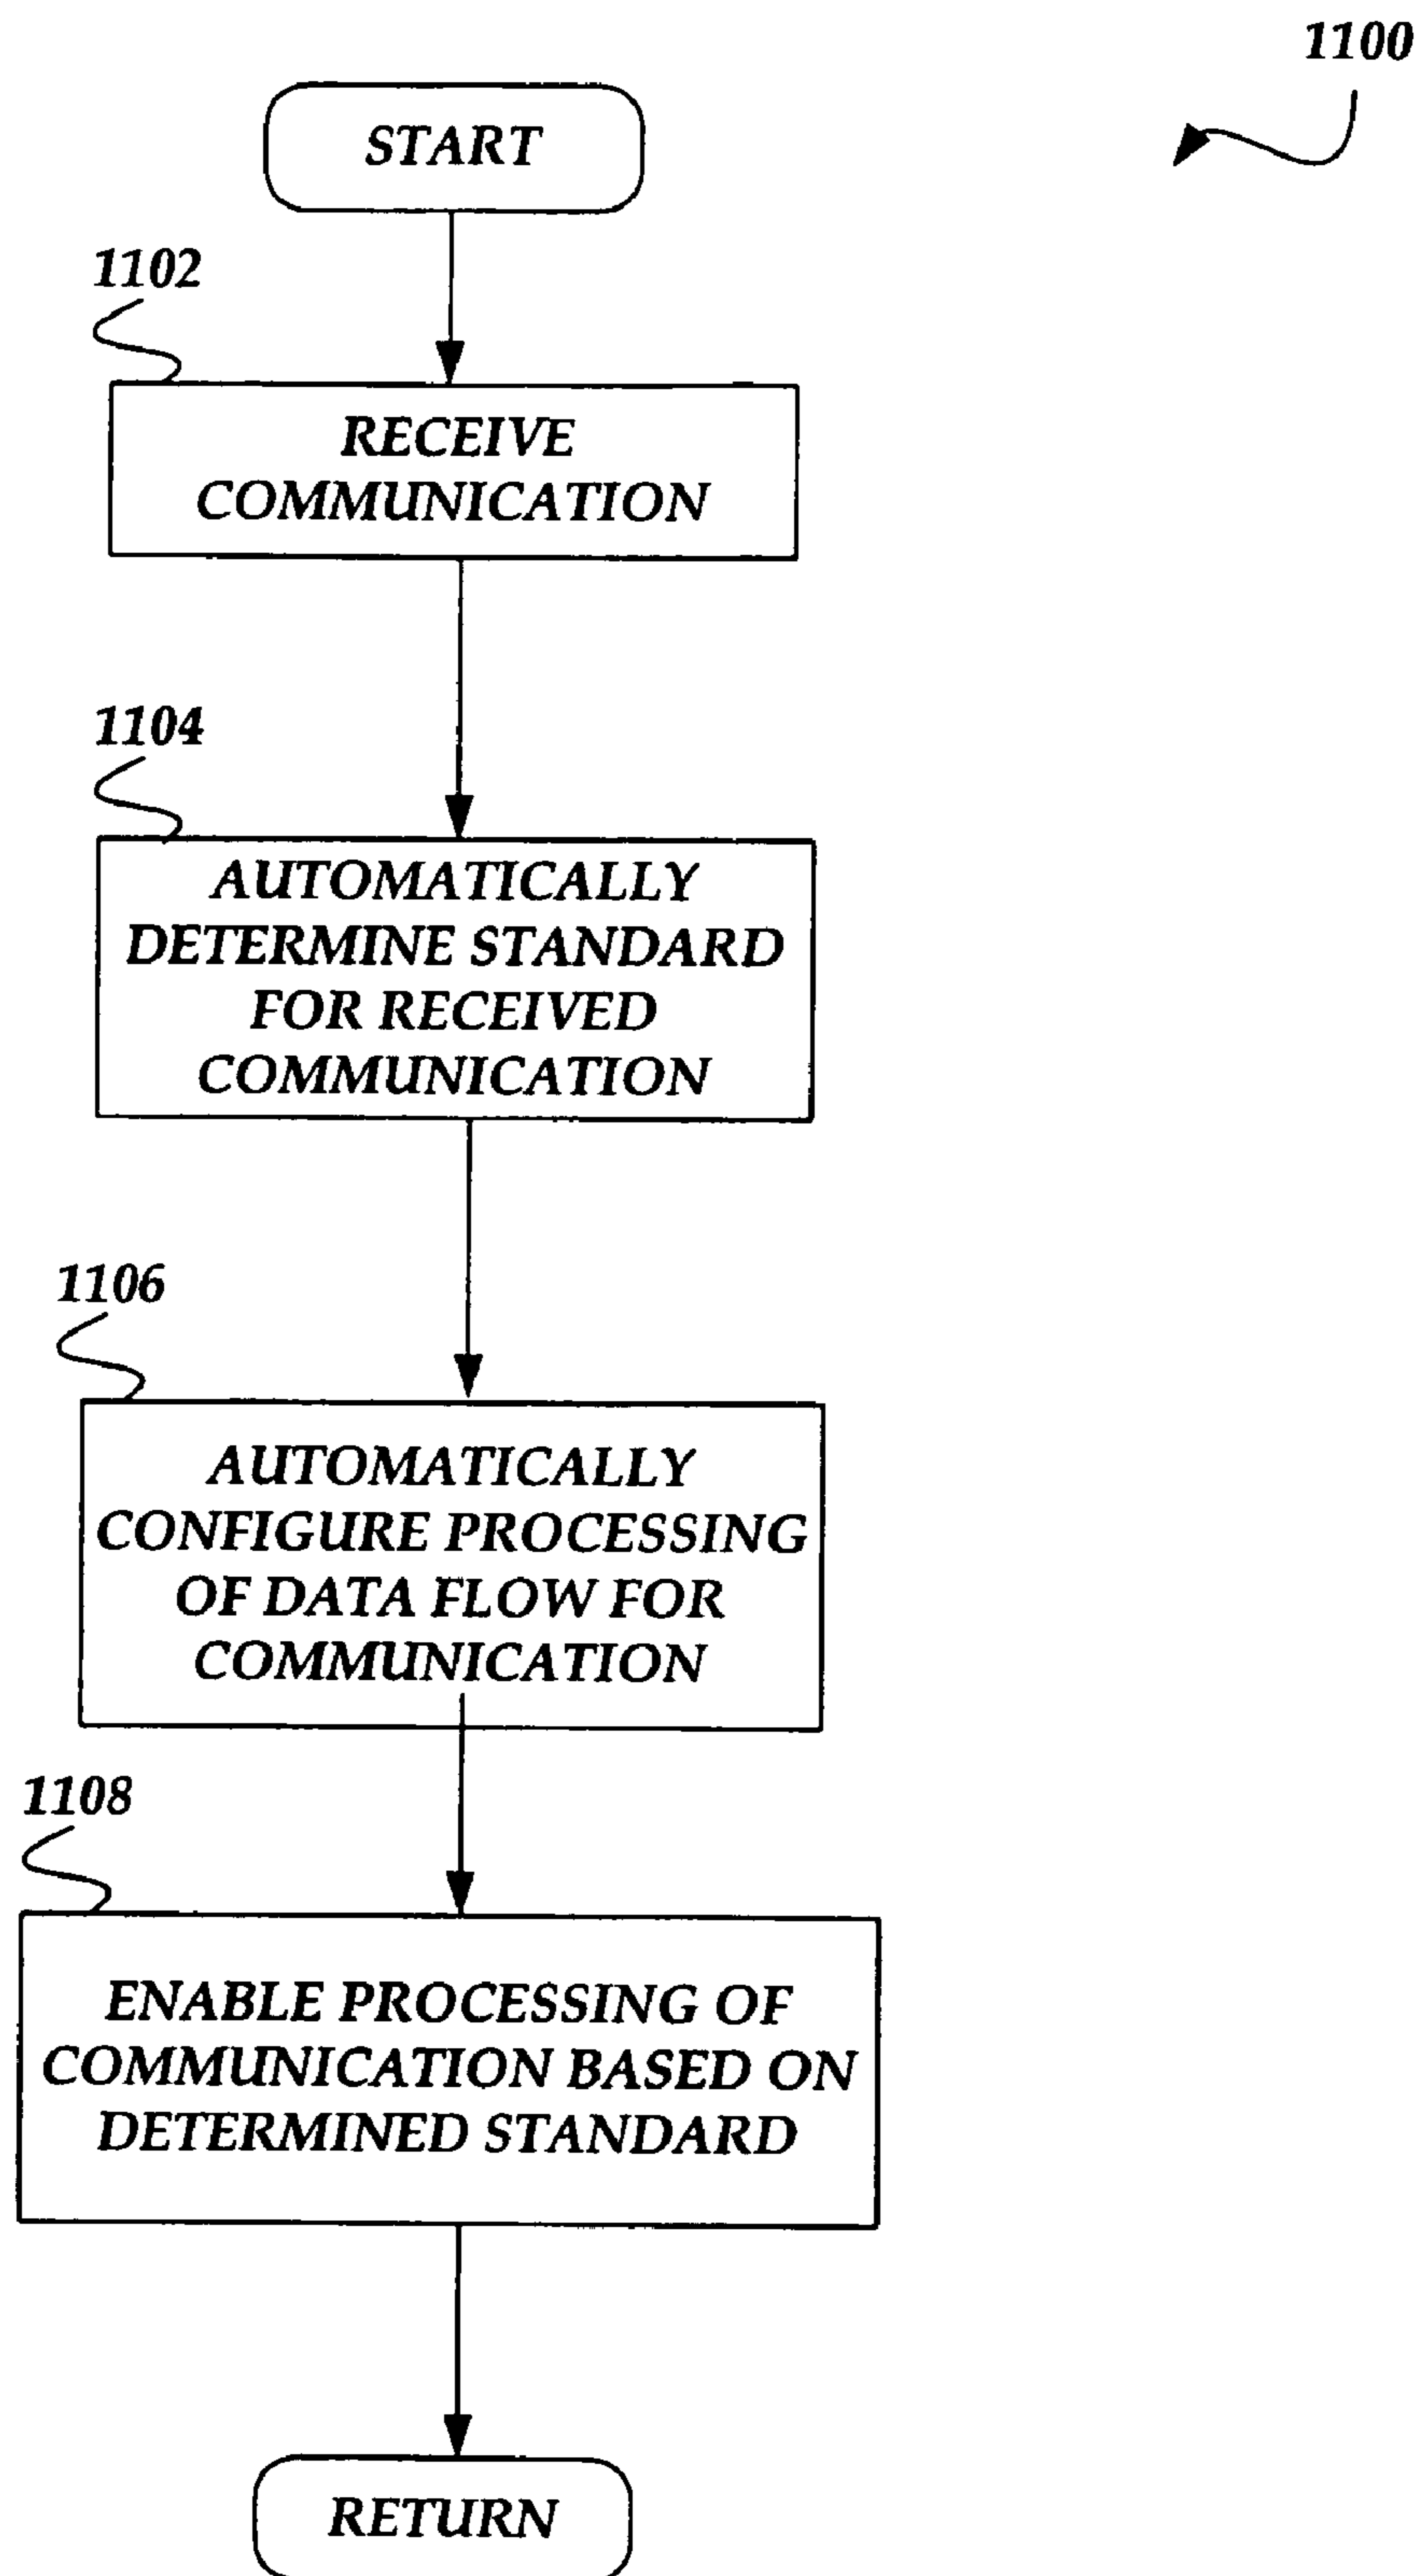 1100
START
1102
RECEIVE
COMMUNICATION
1104
AUTOMATICALLY
DETERMINE STANDARD
FOR RECEIVED
COMMUNICATION
1106
AUTOMATICALLY
CONFIGURE PROCESSING
OF DATA FLOW FOR
COMMUNICATION
1108
ENABLE PROCESSING OF
COMMUNICATION BASED ON
DETERMINED STANDARD
RETURN